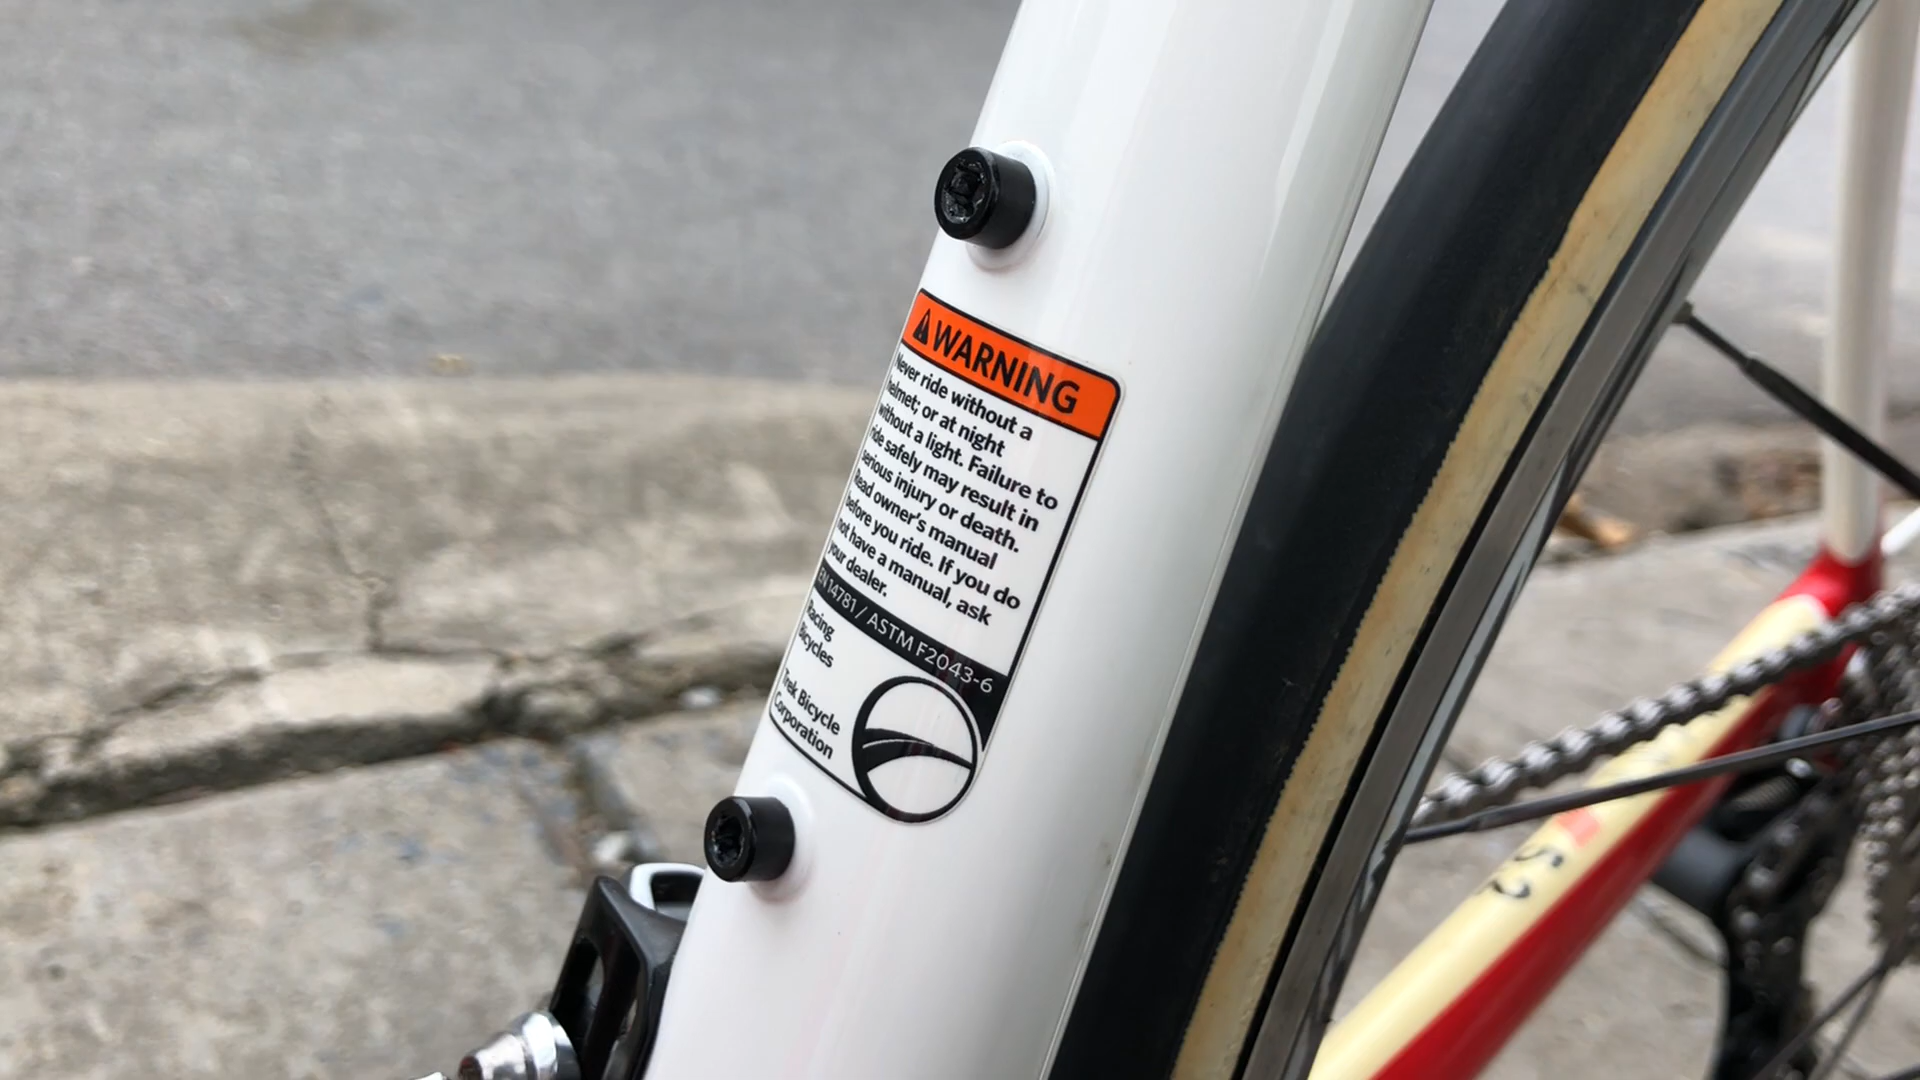 WARNING
Never ride without a
helmet; or at night
without a light. Failure to
ride safely may result in
serious injury or death.
Read owner's manual
before you ride. If you do
not have a manual, ask
your dealer.
EN 14781 / ASTM F2043-6
Racing
Bicycles
Trek Bicycle
Corporation
5.2